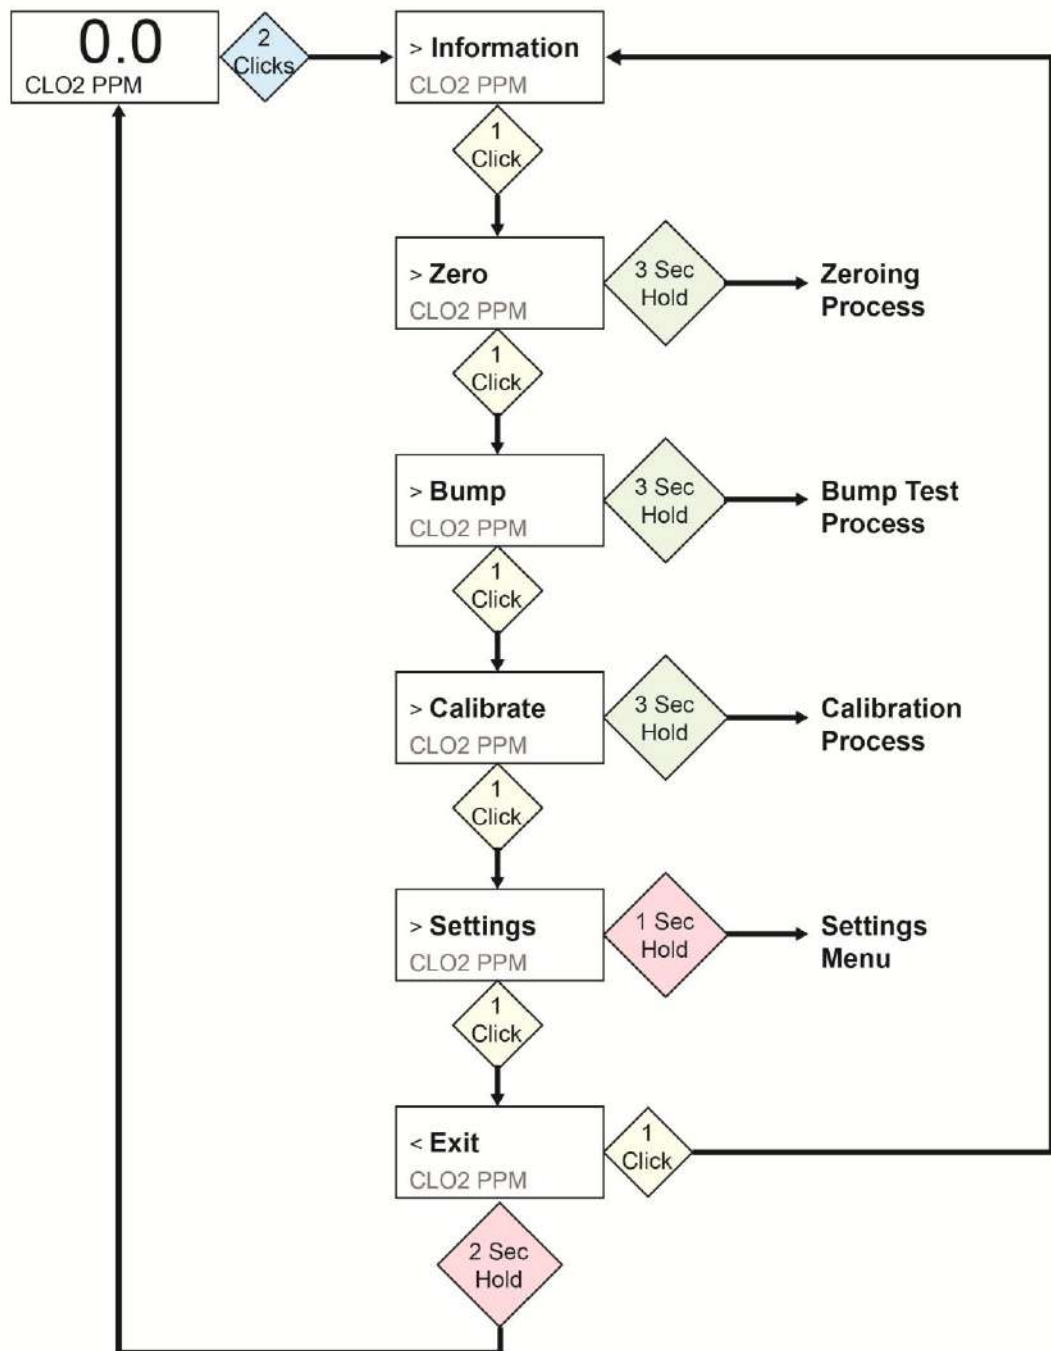 0.0
CLO2 PPM
2
Clicks
> Information
CLO2 PPM
1
Click
> Zero
CLO2 PPM
3 Sec
Hold
Zeroing
Process
1
Click
> Bump
CLO2 PPM
3 Sec
Hold
Bump Test
Process
1
Click
> Calibrate
CLO2 PPM
3 Sec
Hold
Calibration
Process
1
Click
> Settings
CLO2 PPM
1 Sec
Hold
Settings
Menu
1
Click
< Exit
CLO2 PPM
1
Click
2 Sec
Hold